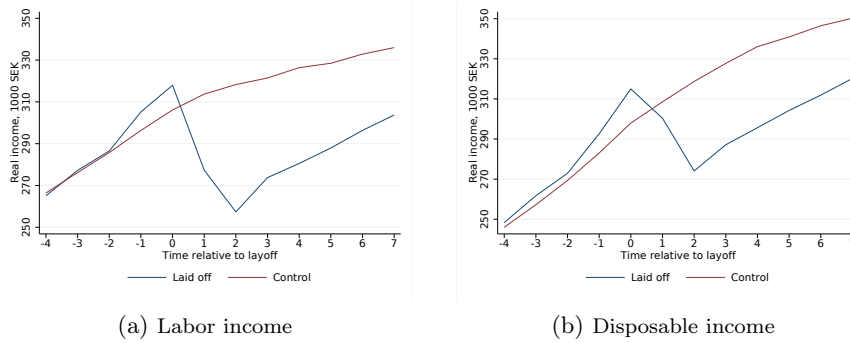 Real income, 1000 SEK
350
330
310
290
270
250
-4 -3 -2 -1 0 1 2 3 4 5 6 7
Time relative to layoff
Laid off Control
(a) Labor income
Real income, 1000 SEK
350
330
310
290
270
250
-4 -3 -2 -1 0 1 2 3 4 5 6
Time relative to layoff
Laid off Control
(b) Disposable income